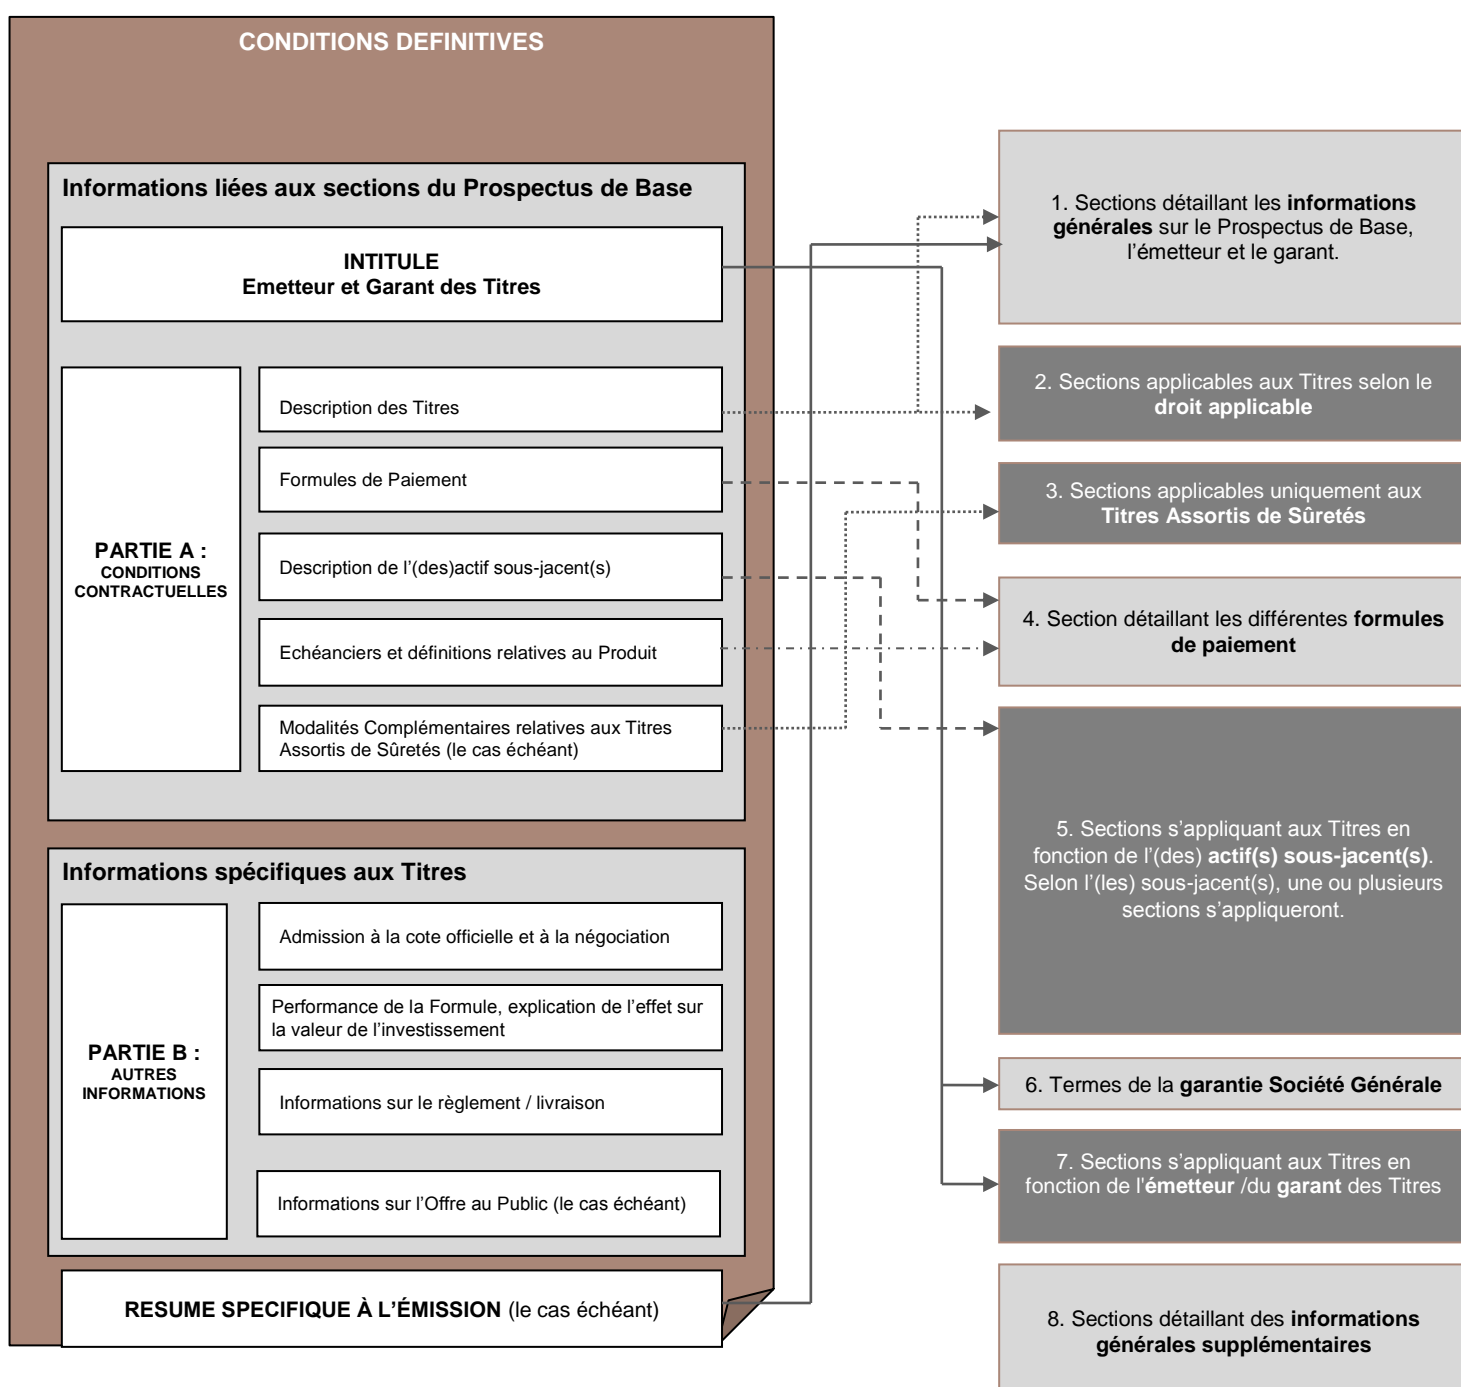 CONDITIONS DEFINITIVES
Informations liées aux sections du Prospectus de Base
INTITULE
Emetteur et Garant des Titres
PARTIE A :
CONDITIONS
CONTRACTUELLES
Description des Titres
Formules de Paiement
Description de l'(des)actif sous-jacent(s)
Echéanciers et définitions relatives au Produit
Modalités Complémentaires relatives aux Titres
Assortis de Sûretés (le cas échéant)
Informations spécifiques aux Titres
PARTIE B :
AUTRES
INFORMATIONS
Admission à la cote officielle et à la négociation
Performance de la Formule, explication de l'effet sur
la valeur de l'investissement
Informations sur le règlement / livraison
Informations sur l'Offre au Public (le cas échéant)
RESUME SPECIFIQUE À L'ÉMISSION (le cas échéant)
1. Sections détaillant les informations
générales sur le Prospectus de Base,
l'émetteur et le garant.
2. Sections applicables aux Titres selon le
droit applicable
3. Sections applicables uniquement aux
Titres Assortis de Sûretés
4. Section détaillant les différentes formules
de paiement
5. Sections s'appliquant aux Titres en
fonction de l'(des) actif(s) sous-jacent(s).
Selon l'(les) sous-jacent(s), une ou plusieurs
sections s'appliqueront.
6. Termes de la garantie Société Générale
7. Sections s'appliquant aux Titres en
fonction de l'émetteur /du garant des Titres
8. Sections détaillant des informations
générales supplémentaires